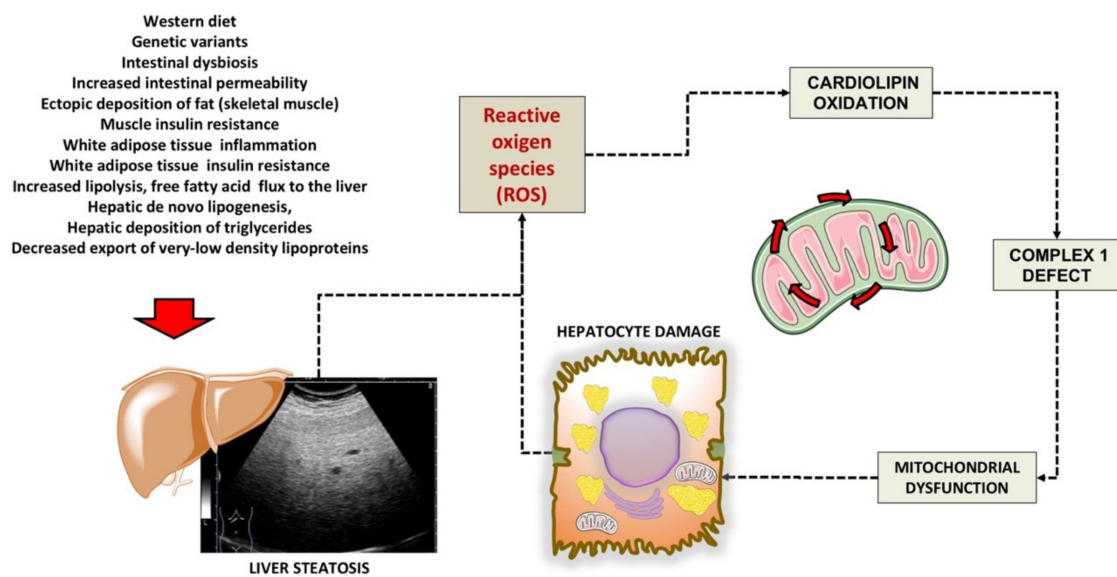 Western diet
Genetic variants
Intestinal dysbiosis
Increased intestinal permeability
Ectopic deposition of fat (skeletal muscle)
Muscle insulin resistance
White adipose tissue inflammation
White adipose tissue insulin resistance
Increased lipolysis, free fatty acid flux to the liver
Hepatic de novo lipogenesis,
Hepatic deposition of triglycerides
Decreased export of very-low density lipoproteins
Reactive
oxigen
species
(ROS)
CARDIOLIPIN
OXIDATION
COMPLEX 1
DEFECT
MITOCHONDRIAL
DYSFUNCTION
HEPATOCYTE DAMAGE
LIVER STEATOSIS